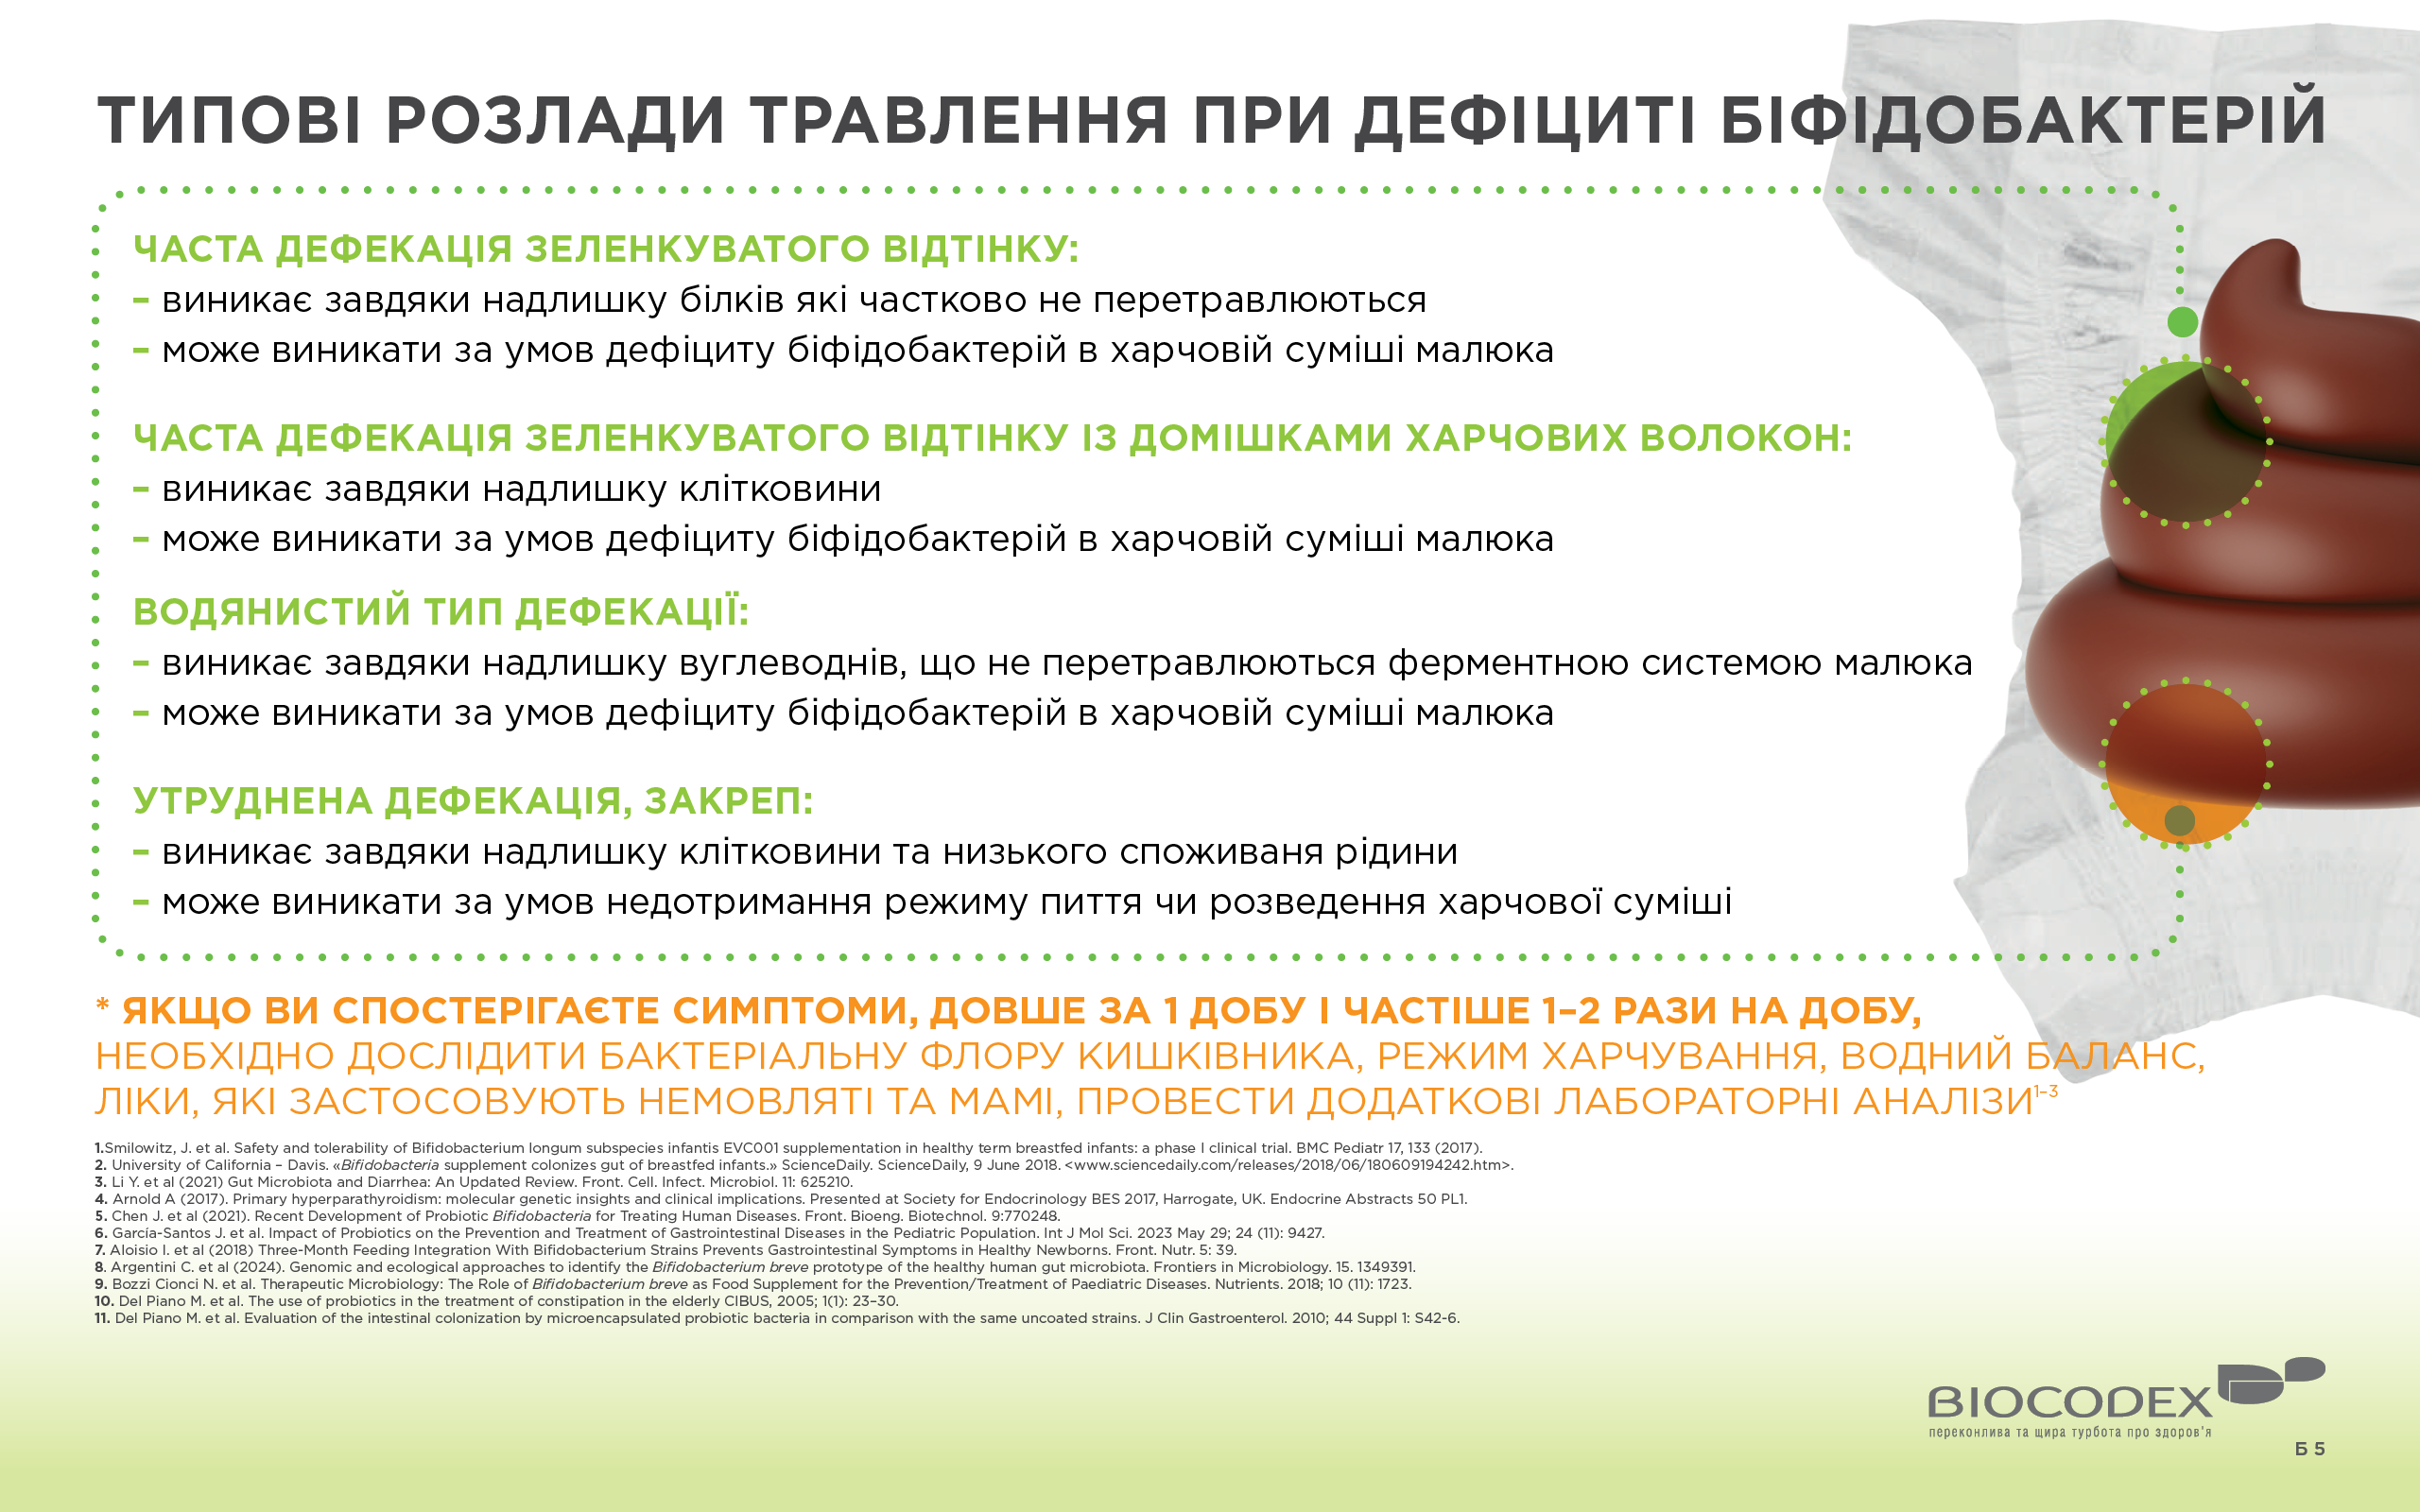 ТИПОВІ РОЗЛАДИ ТРАВЛЕННЯ ПРИ ДЕФІЦИТІ БІФІДОБАКТЕРІЙ
ЧАСТА ДЕФЕКАЦІЯ ЗЕЛЕНКУВАТОГО ВІДТІНКУ:
– виникає завдяки надлишку білків які частково не перетравлюються
– може виникати за умов дефіциту біфідобактерій в харчовій суміші малюка
ЧАСТА ДЕФЕКАЦІЯ ЗЕЛЕНКУВАТОГО ВІДТІНКУ ІЗ ДОМІШКАМИ ХАРЧОВИХ ВОЛОКОН:
– виникає завдяки надлишку клітковини
– може виникати за умов дефіциту біфідобактерій в харчовій суміші малюка
ВОДЯНИСТИЙ ТИП ДЕФЕКАЦІЇ:
– виникає завдяки надлишку вуглеводнів, що не перетравлюються ферментною системою малюка
– може виникати за умов дефіциту біфідобактерій в харчовій суміші малюка
УТРУДНЕНА ДЕФЕКАЦІЯ, ЗАКРЕП:
– виникає завдяки надлишку клітковини та низького споживаня рідини
– може виникати за умов недотримання режиму пиття чи розведення харчової суміші
* ЯКЩО ВИ СПОСТЕРІГАЄТЕ СИМПТОМИ, ДОВШЕ ЗА 1 ДОБУ І ЧАСТІШЕ 1–2 РАЗИ НА ДОБУ,
НЕОБХІДНО ДОСЛІДИТИ БАКТЕРІАЛЬНУ ФЛОРУ КИШКІВНИКА, РЕЖИМ ХАРЧУВАННЯ, ВОДНИЙ БАЛАНС,
ЛІКИ, ЯКІ ЗАСТОСОВУЮТЬ НЕМОВЛЯТІ ТА МАМІ, ПРОВЕСТИ ДОДАТКОВІ ЛАБОРАТОРНІ АНАЛІЗИ1–3
1.Smilowitz, J. et al. Safety and tolerability of Bifidobacterium longum subspecies infantis EVC001 supplementation in healthy term breastfed infants: a phase I clinical trial. BMC Pediatr 17, 133 (2017).
2. University of California – Davis. «Bifidobacteria supplement colonizes gut of breastfed infants.» ScienceDaily. ScienceDaily, 9 June 2018. <www.sciencedaily.com/releases/2018/06/180609194242.htm>.
3. Li Y. et al (2021) Gut Microbiota and Diarrhea: An Updated Review. Front. Cell. Infect. Microbiol. 11: 625210.
4. Arnold A (2017). Primary hyperparathyroidism: molecular genetic insights and clinical implications. Presented at Society for Endocrinology BES 2017, Harrogate, UK. Endocrine Abstracts 50 PL1.
5. Chen J. et al (2021). Recent Development of Probiotic Bifidobacteria for Treating Human Diseases. Front. Bioeng. Biotechnol. 9:770248.
6. García-Santos J. et al. Impact of Probiotics on the Prevention and Treatment of Gastrointestinal Diseases in the Pediatric Population. Int J Mol Sci. 2023 May 29; 24 (11): 9427.
7. Aloisio I. et al (2018) Three-Month Feeding Integration With Bifidobacterium Strains Prevents Gastrointestinal Symptoms in Healthy Newborns. Front. Nutr. 5: 39.
8. Argentini C. et al (2024). Genomic and ecological approaches to identify the Bifidobacterium breve prototype of the healthy human gut microbiota. Frontiers in Microbiology. 15. 1349391.
9. Bozzi Cionci N. et al. Therapeutic Microbiology: The Role of Bifidobacterium breve as Food Supplement for the Prevention/Treatment of Paediatric Diseases. Nutrients. 2018; 10 (11): 1723.
10. Del Piano M. et al. The use of probiotics in the treatment of constipation in the elderly CIBUS, 2005; 1(1): 23–30.
11. Del Piano M. et al. Evaluation of the intestinal colonization by microencapsulated probiotic bacteria in comparison with the same uncoated strains. J Clin Gastroenterol. 2010; 44 Suppl 1: S42-6.
BIOCODEX
переконлива та щира турбота про здоров'я
Б 5